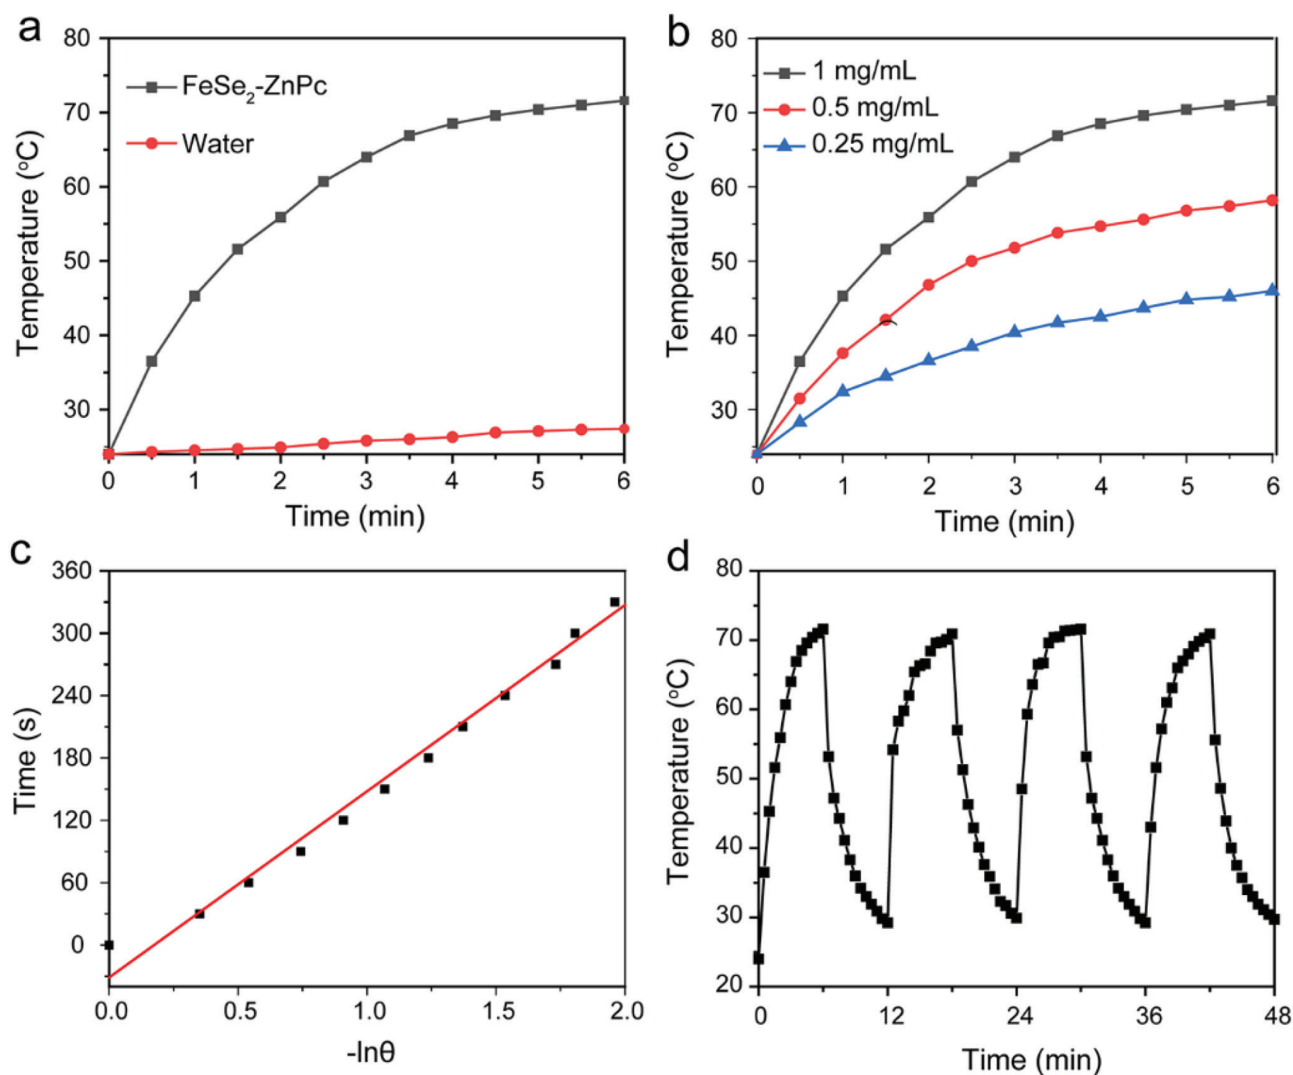 a
80
70
60
50
40
30
Temperature (°C)
FeSe₂-ZnPc
Water
0 1 2 3 4 5 6
Time (min)
b
80
70
60
50
40
30
Temperature (°C)
1 mg/mL
0.5 mg/mL
0.25 mg/mL
0 1 2 3 4 5 6
Time (min)
c
360
300
240
180
120
60
0
Time (s)
0.0 0.5 1.0 1.5 2.0
-lnθ
d
80
70
60
50
40
30
20
Temperature (°C)
0 12 24 36 48
Time (min)